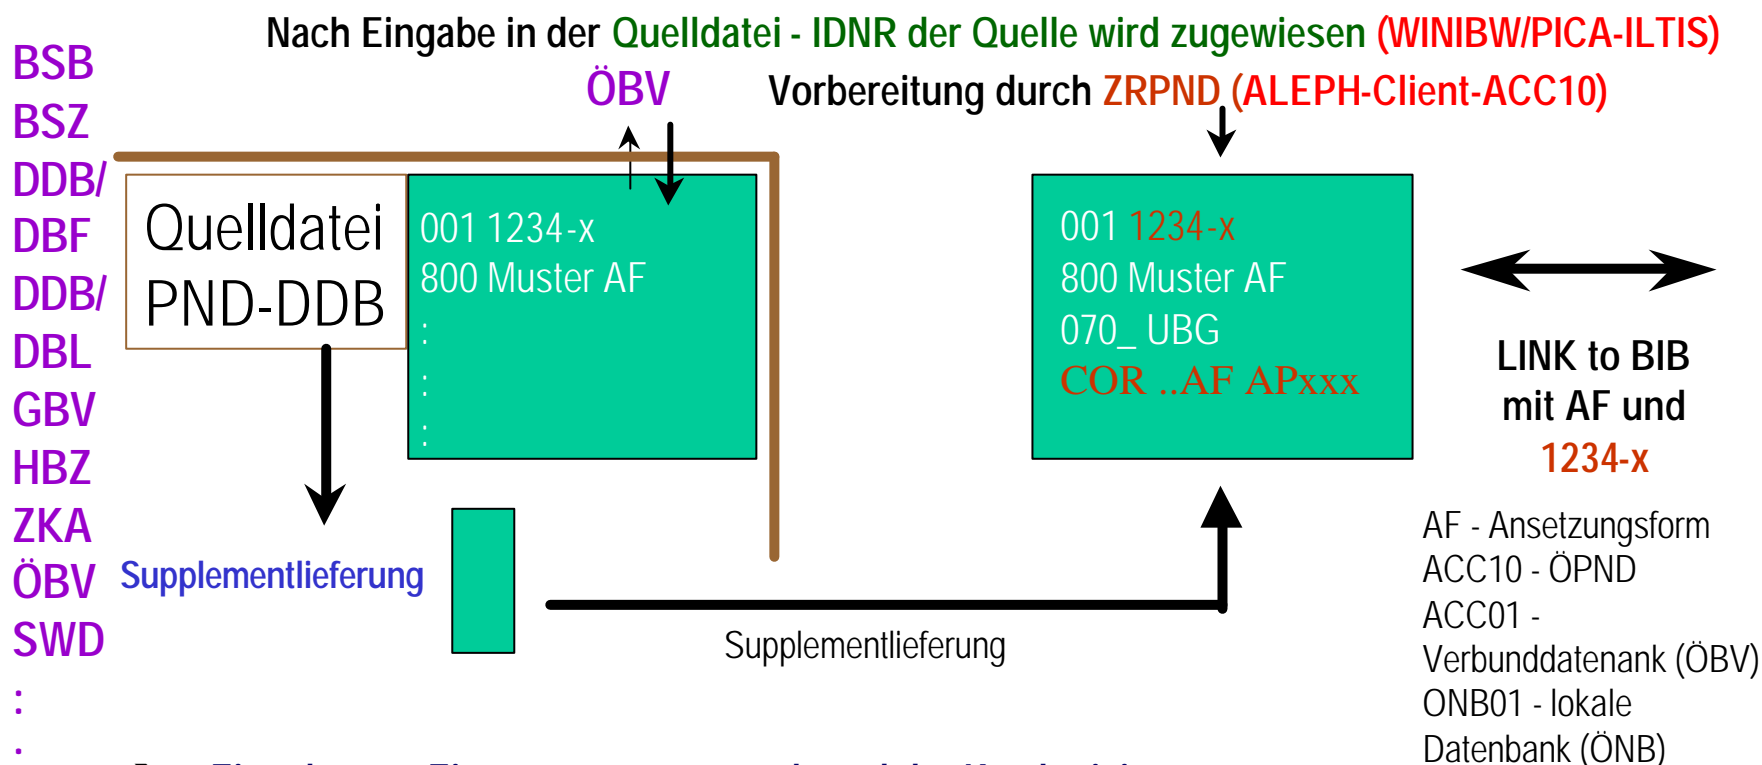 Nach Eingabe in der Quelldatei - IDNR der Quelle wird zugewiesen (WINIBW/PICA-ILTIS)
ÖBV
Vorbereitung durch ZRPND (ALEPH-Client-ACC10)
BSB
BSZ
DDB/
DBF
DDB/
DBL
GBV
HBZ
ZKA
ÖBV
SWD
:
.
Quelldatei
PND-DDB
001 1234-x
800 Muster AF
:
:
:
Supplementlieferung
Supplementlieferung
001 1234-x
800 Muster AF
070_ UBG
COR ..AF APxxx
LINK to BIB
mit AF und
1234-x
AF - Ansetzungsform
ACC10 - ÖPND
ACC01 -
Verbunddatenank (ÖBV)
ONB01 - lokale
Datenbank (ÖNB)